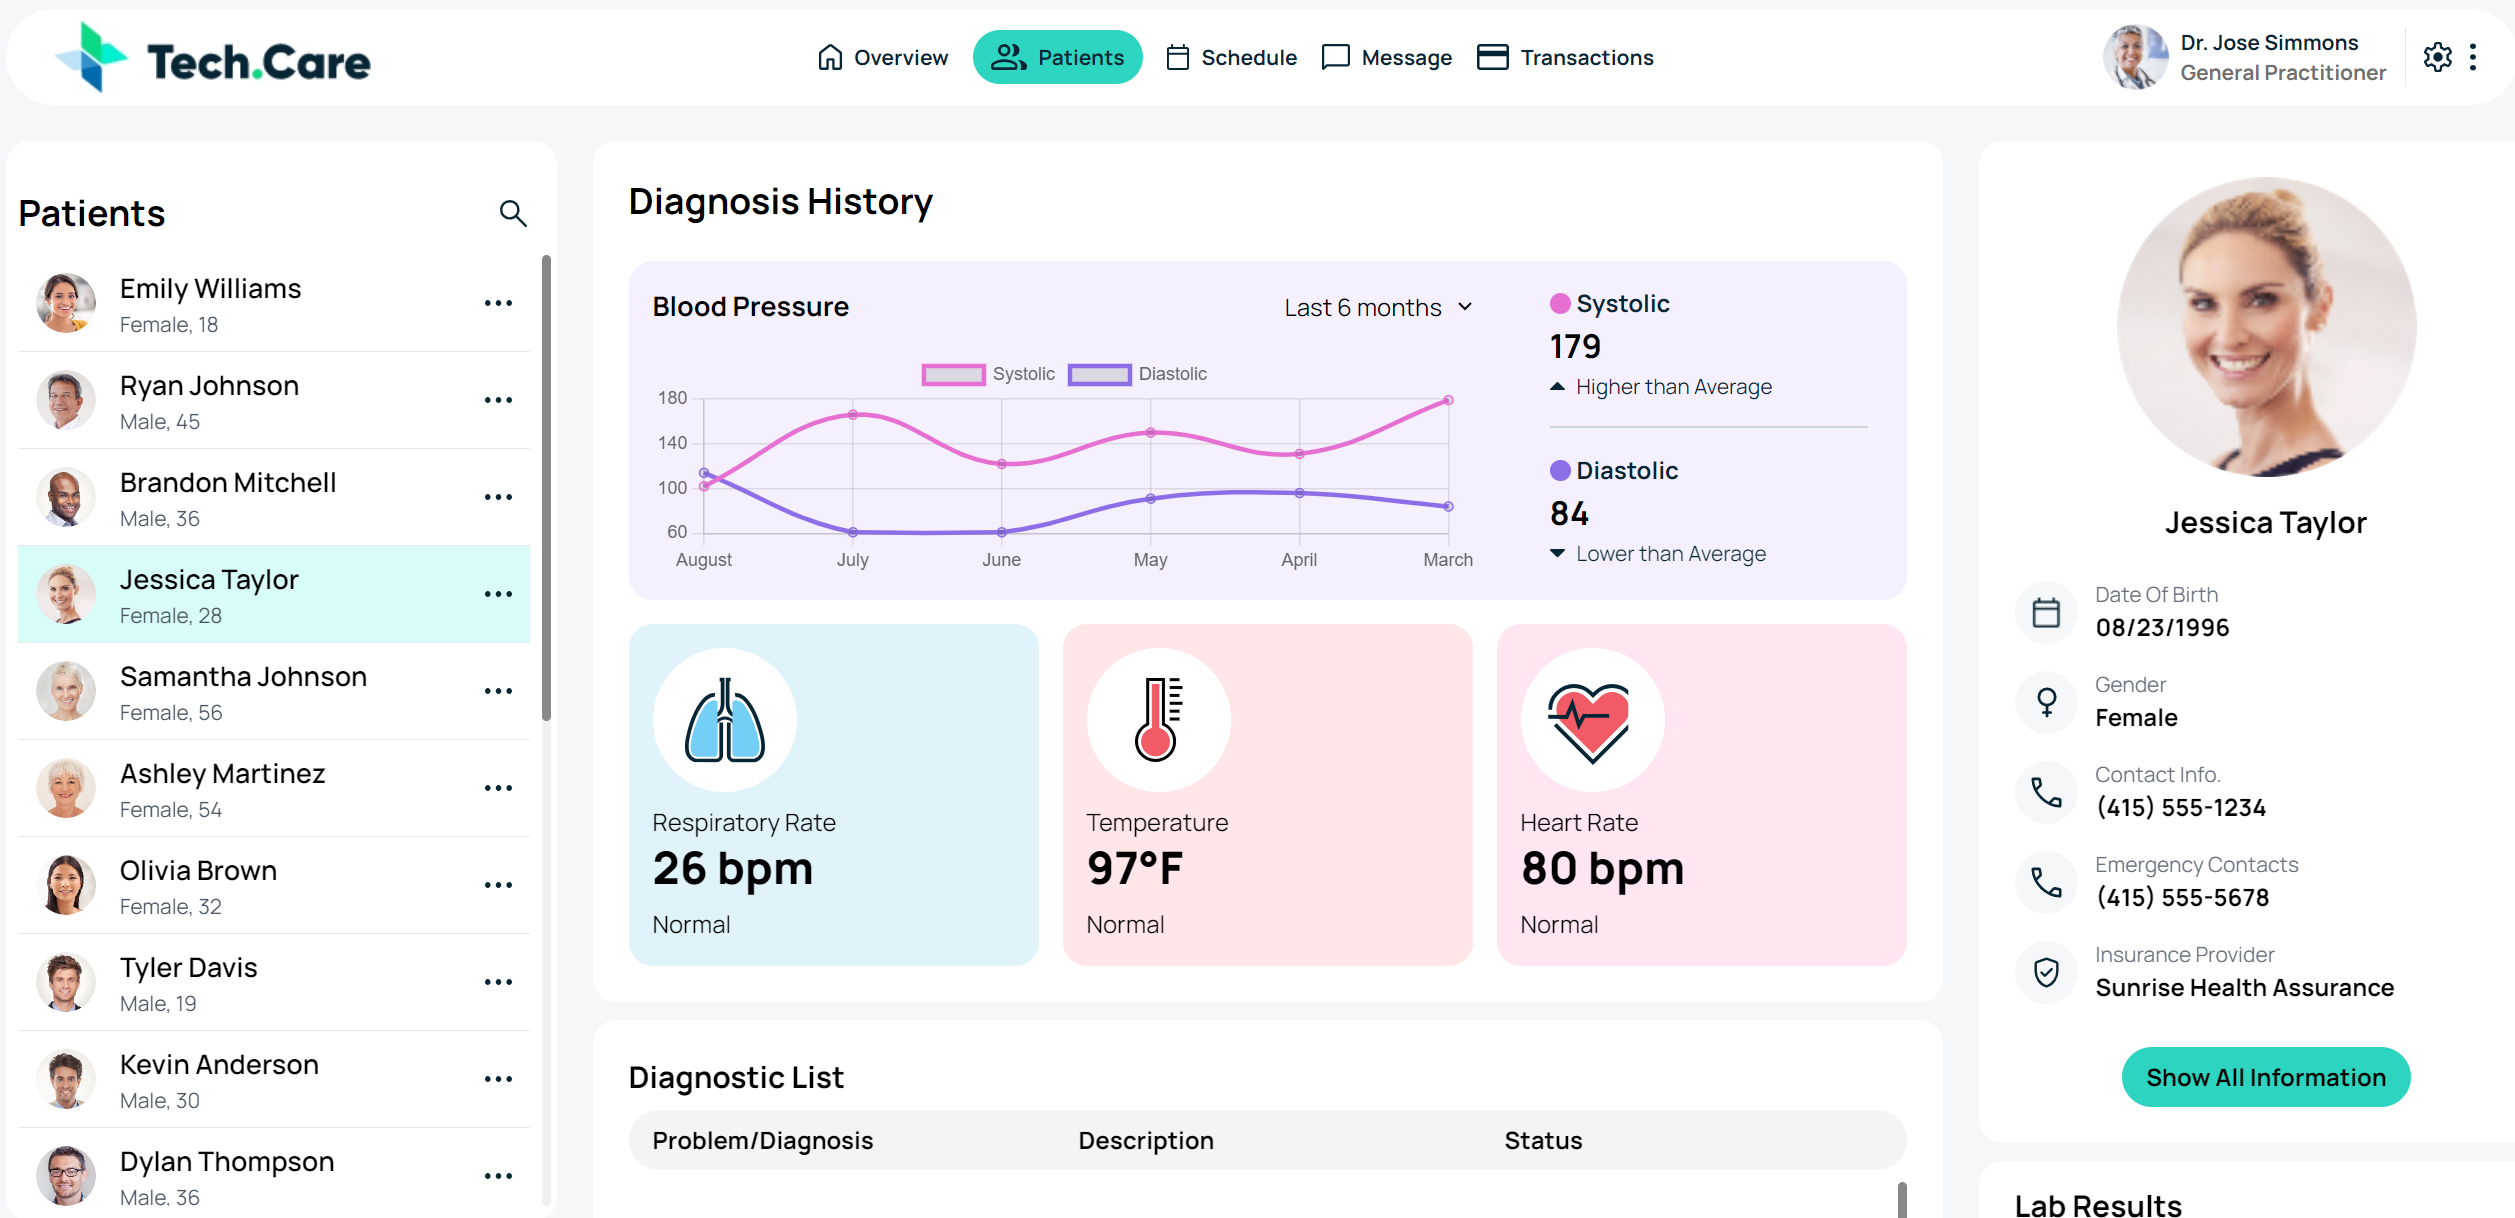 Tech.Care
Overview
Patients
Schedule
Message
Transactions
Dr. Jose Simmons
General Practitioner
Patients
Emily Williams
Female, 18
Ryan Johnson
Male, 45
Brandon Mitchell
Male, 36
Jessica Taylor
Female, 28
Samantha Johnson
Female, 56
Ashley Martinez
Female, 54
Olivia Brown
Female, 32
Tyler Davis
Male, 19
Kevin Anderson
Male, 30
Dylan Thompson
Male, 36
Diagnosis History
Blood Pressure
Last 6 months
Systolic Diastolic
180
140
100
60
August July June May April March
Systolic
179
Higher than Average
Diastolic
84
Lower than Average
Respiratory Rate
26 bpm
Normal
Temperature
97°F
Normal
Heart Rate
80 bpm
Normal
Diagnostic List
Problem/Diagnosis Description Status
Jessica Taylor
Date Of Birth
08/23/1996
Gender
Female
Contact Info.
(415) 555-1234
Emergency Contacts
(415) 555-5678
Insurance Provider
Sunrise Health Assurance
Show All Information
Lab Results